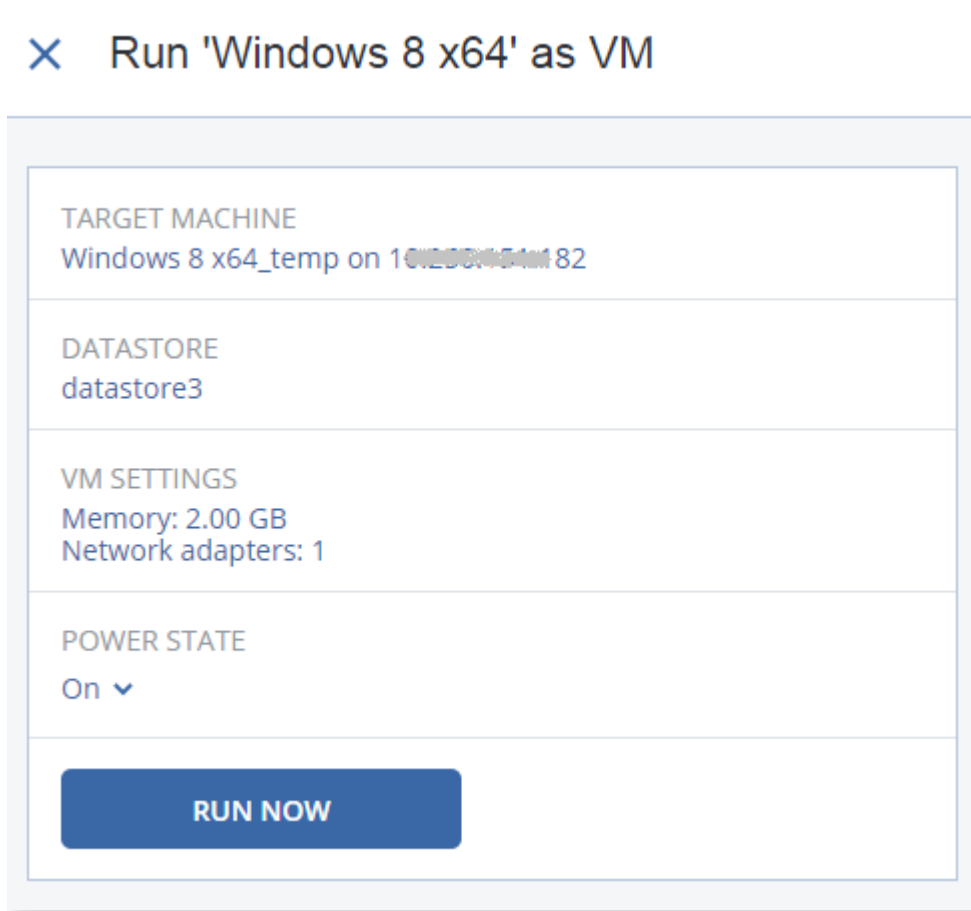 Run 'Windows 8 x64' as VM
TARGET MACHINE
Windows 8 x64_temp on
DATASTORE
datastore3
VM SETTINGS
Memory: 2.00 GB
Network adapters: 1
POWER STATE
On
RUN NOW